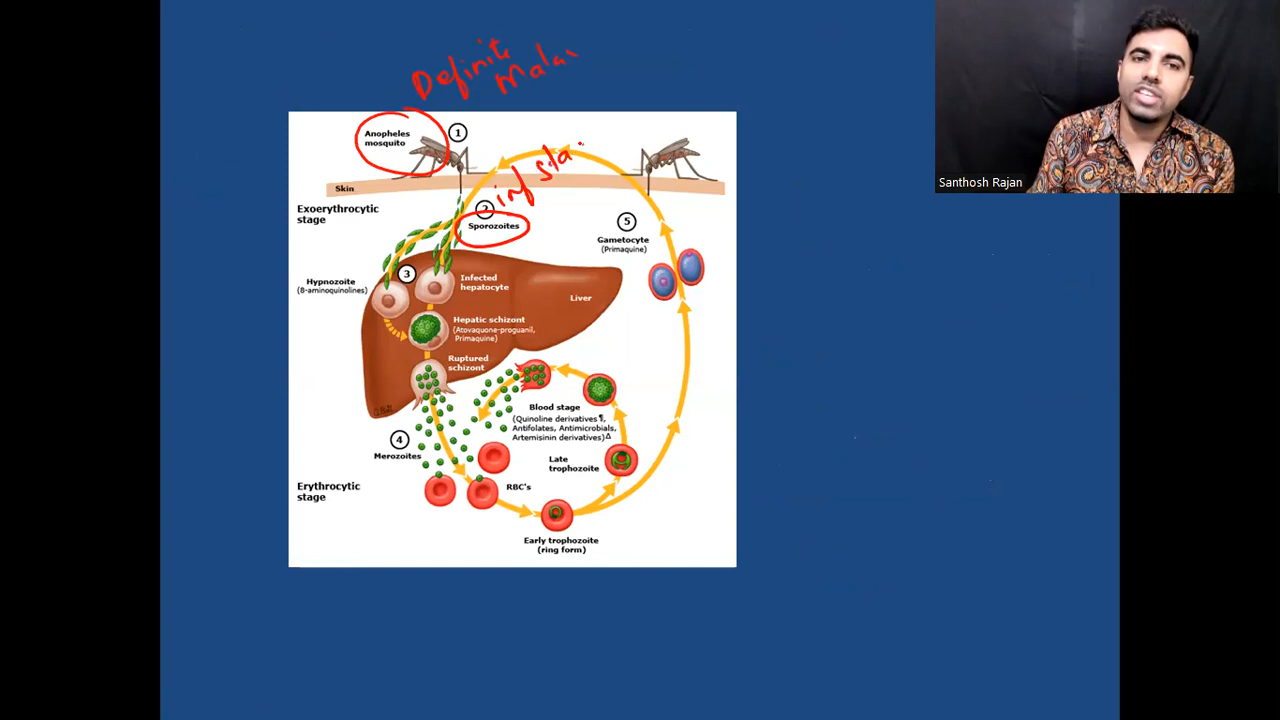 Definite
Mala
Anopheles
mosquito
1
inf sta
Skin
Exoerythrocytic
stage
2
Sporozoites
5
Gametocyte
(Primaquine)
Hypnozoite
(8-aminoquinolines)
3
Infected
hepatocyte
Liver
Hepatic schizont
(Atovaquone-proguanil,
Primaquine)
Ruptured
schizont
Blood stage
(Quinoline derivatives ¶,
Antifolates, Antimicrobials,
Artemisinin derivatives)Δ
4
Merozoites
Late
trophozoite
Erythrocytic
stage
RBC's
Early trophozoite
(ring form)
Santhosh Rajan